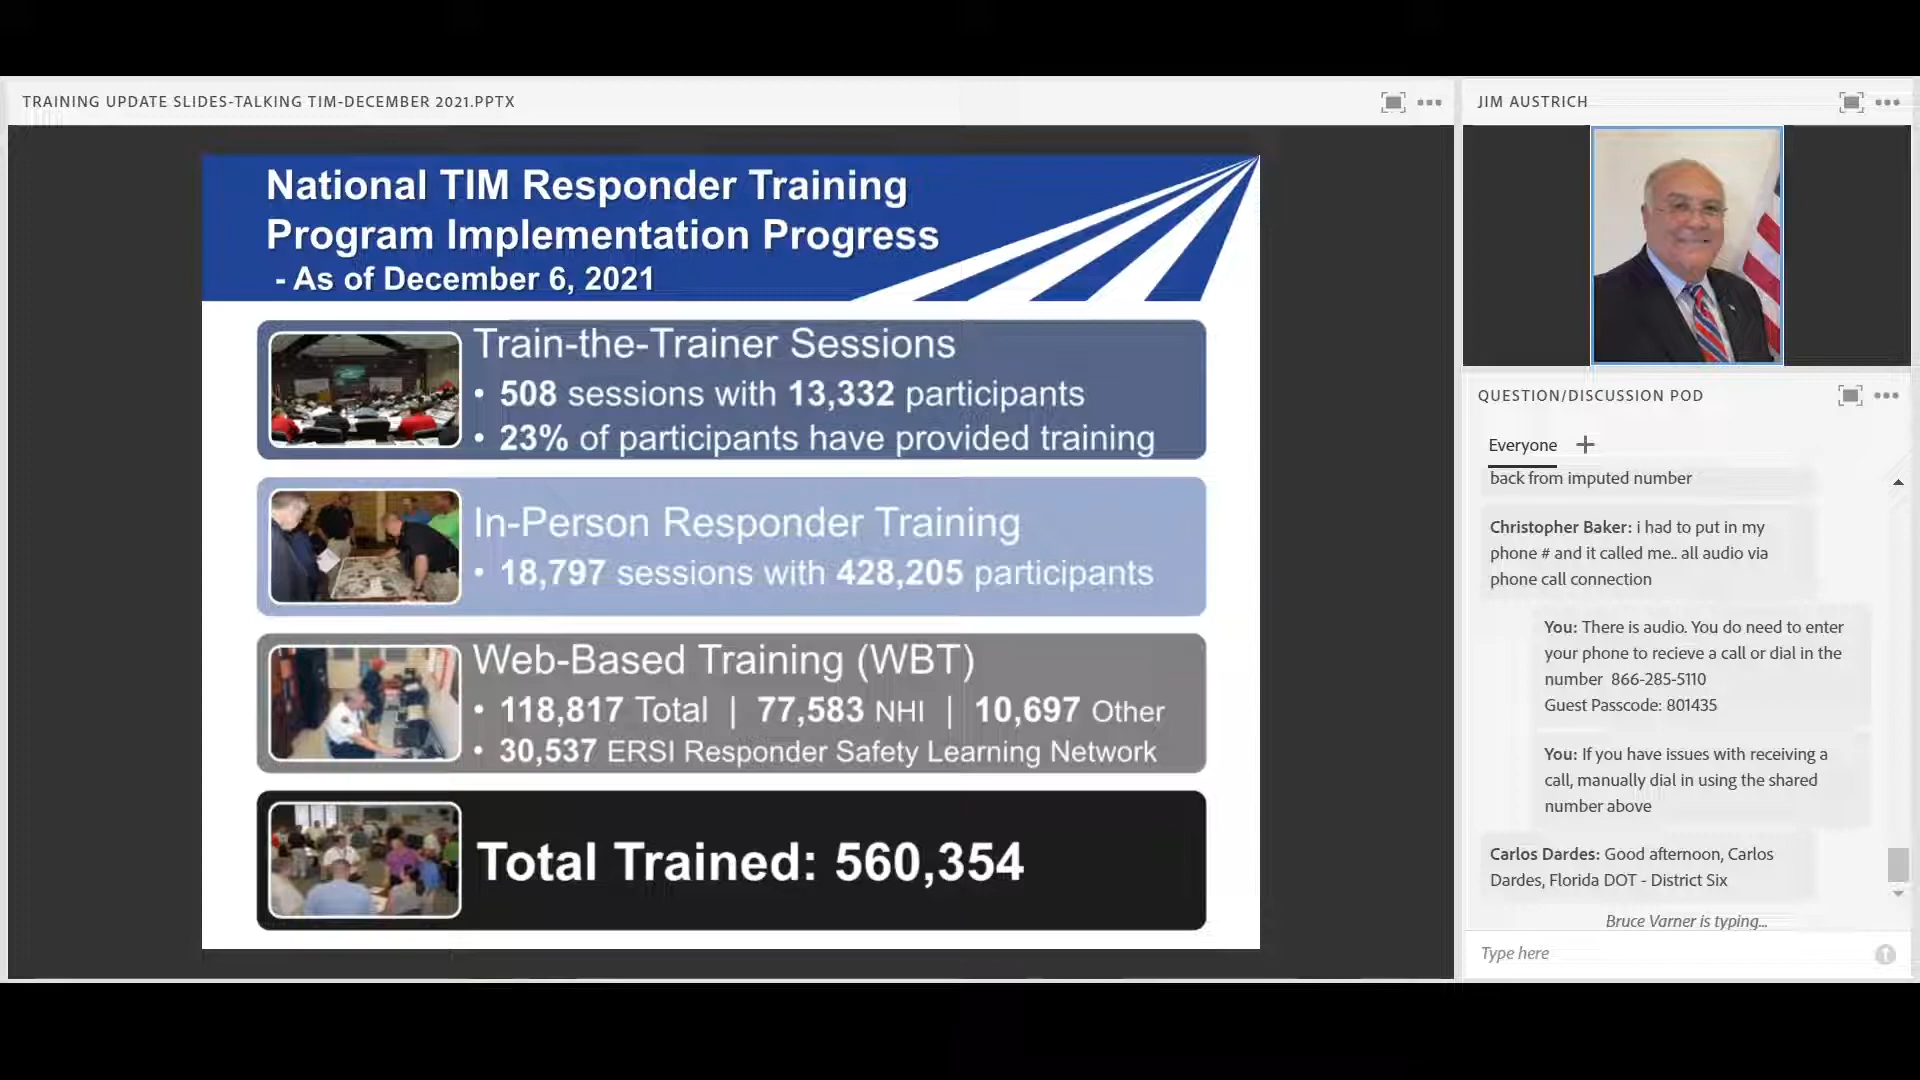 TRAINING UPDATE SLIDES-TALKING TIM-DECEMBER 2021.PPTX
National TIM Responder Training
Program Implementation Progress
- As of December 6, 2021
Train-the-Trainer Sessions
• 508 sessions with 13,332 participants
• 23% of participants have provided training
In-Person Responder Training
• 18,797 sessions with 428,205 participants
Web-Based Training (WBT)
• 118,817 Total | 77,583 NHI | 10,697 Other
• 30,537 ERSI Responder Safety Learning Network
Total Trained: 560,354
JIM AUSTRICH
QUESTION/DISCUSSION POD
Everyone +
back from imputed number
Christopher Baker: i had to put in my
phone # and it called me.. all audio via
phone call connection
You: There is audio. You do need to enter
your phone to recieve a call or dial in the
number 866-285-5110
Guest Passcode: 801435
You: If you have issues with receiving a
call, manually dial in using the shared
number above
Carlos Dardes: Good afternoon, Carlos
Dardes, Florida DOT - District Six
Bruce Varner is typing...
Type here